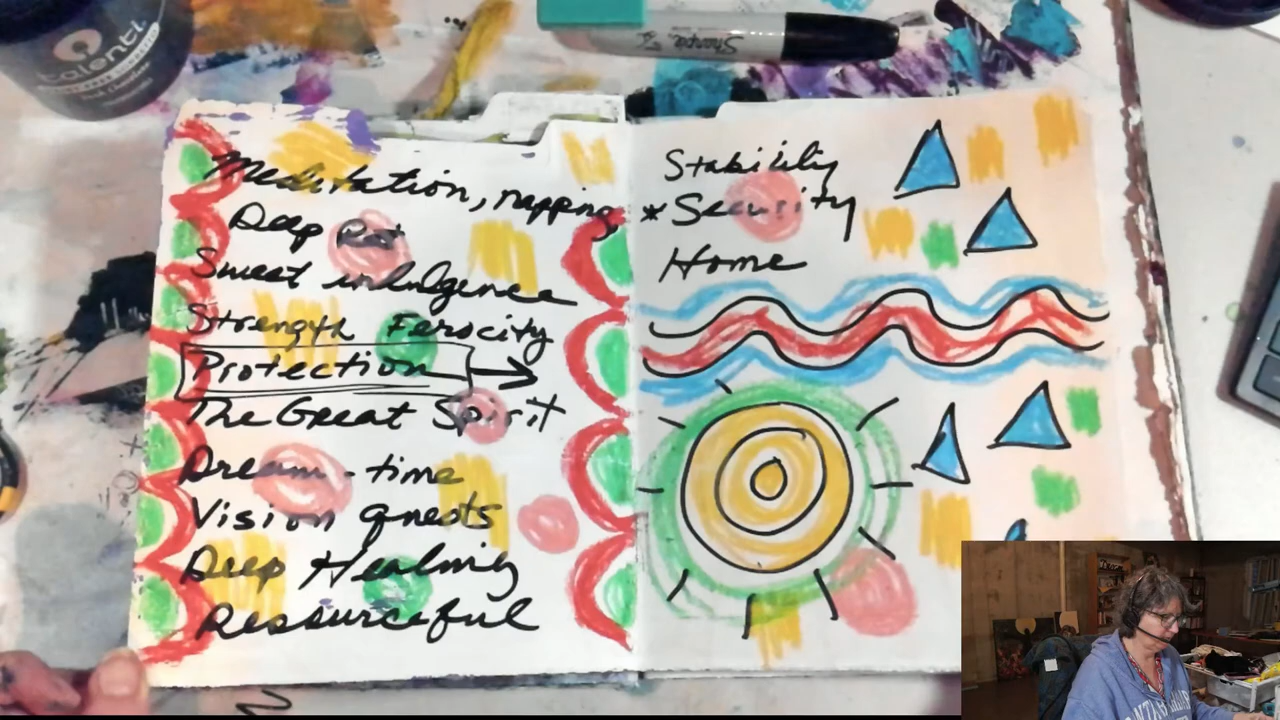 talenti
Sharpie
Meditation, napping
Deep Rest
Sweet indulgence
Strength Ferocity
Protection
The Great Spirit
Dream-time
Vision quests
Deep Healing
Resourceful
Stability
*Security
Home